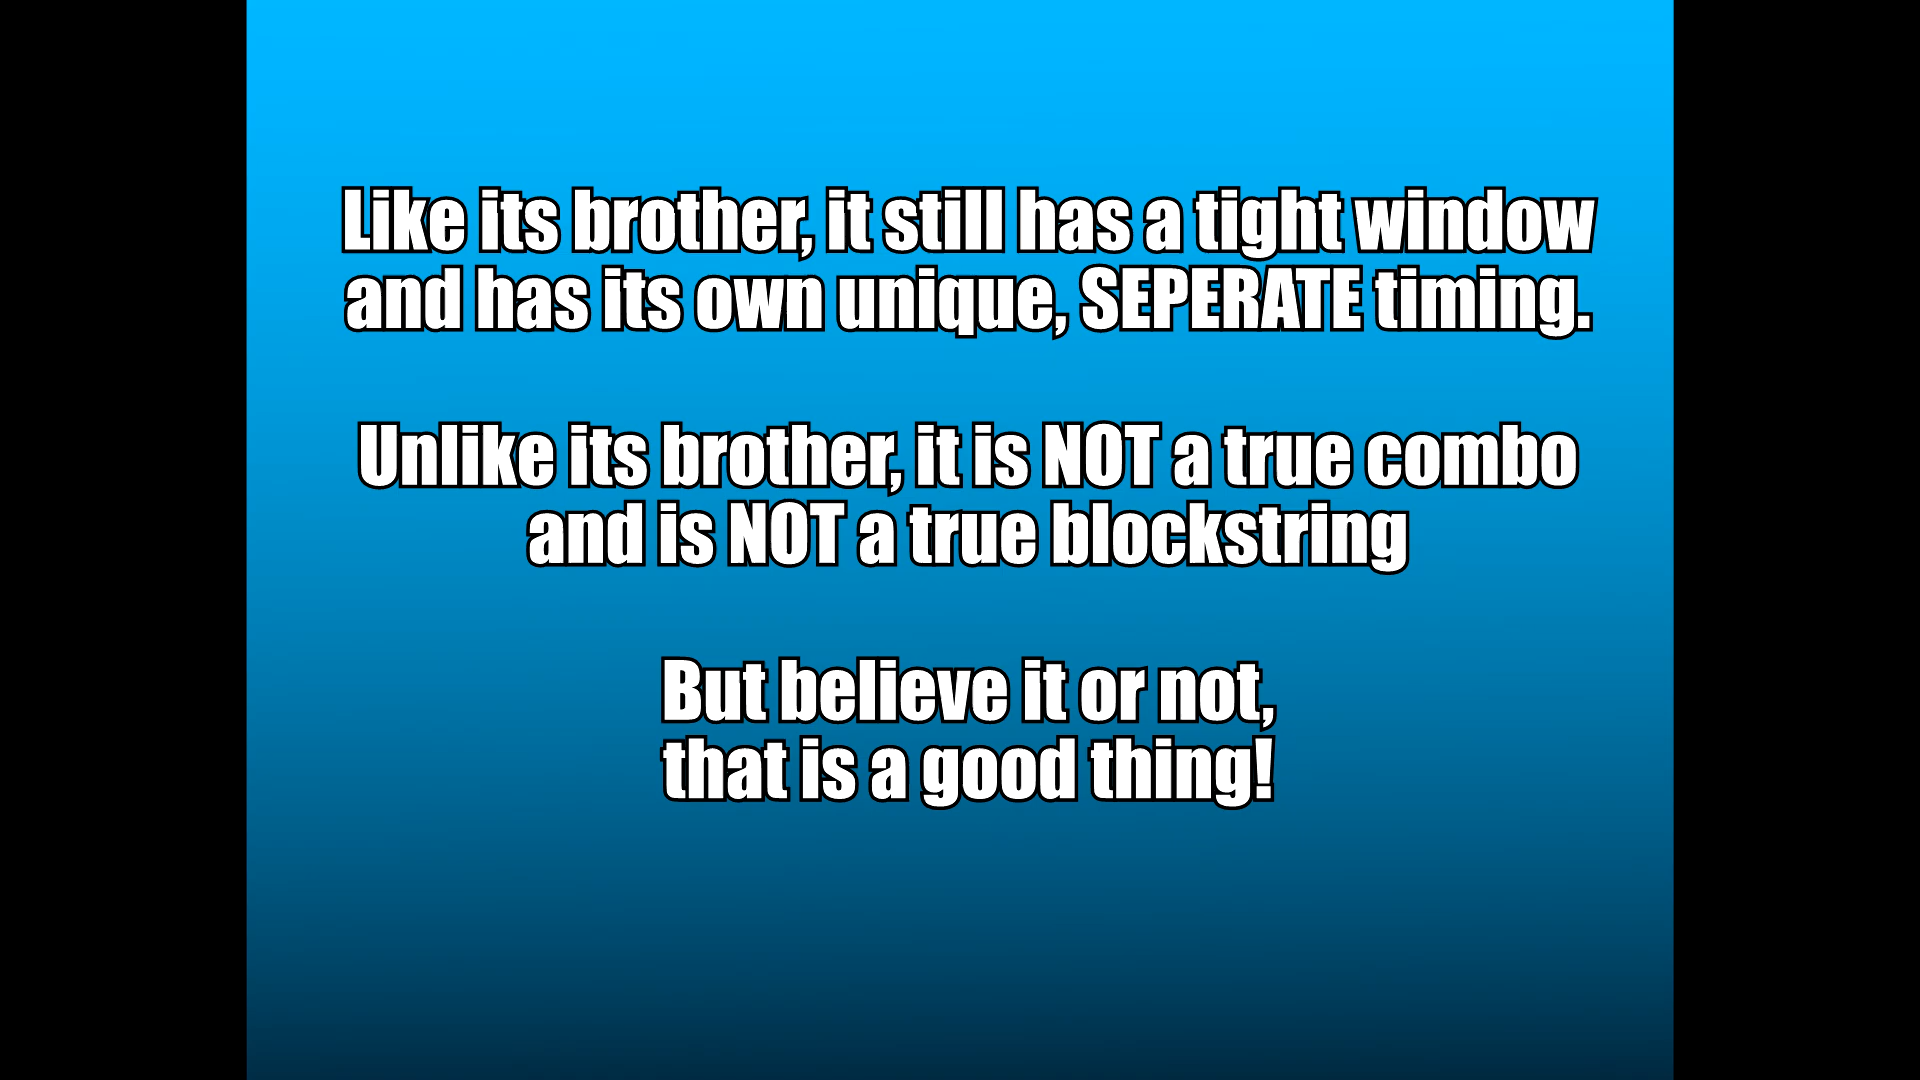 Like its brother, it still has a tight window
and has its own unique, SEPERATE timing.
Unlike its brother, it is NOT a true combo
and is NOT a true blockstring
But believe it or not,
that is a good thing!